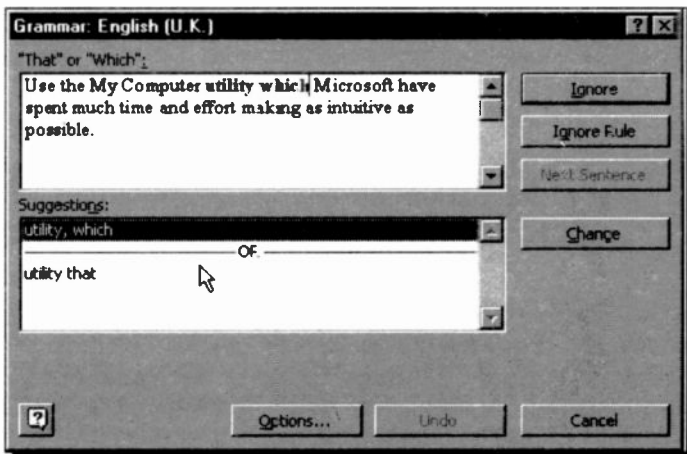 Grammar: English (U.K.)
"That" or "Which":
Use the My Computer utility which Microsoft have
spent much time and effort making as intuitive as
possible.
Ignore
Ignore Rule
Next Sentence
Suggestions:
utility, which
OR
utility that
Change
Options...
Undo
Cancel